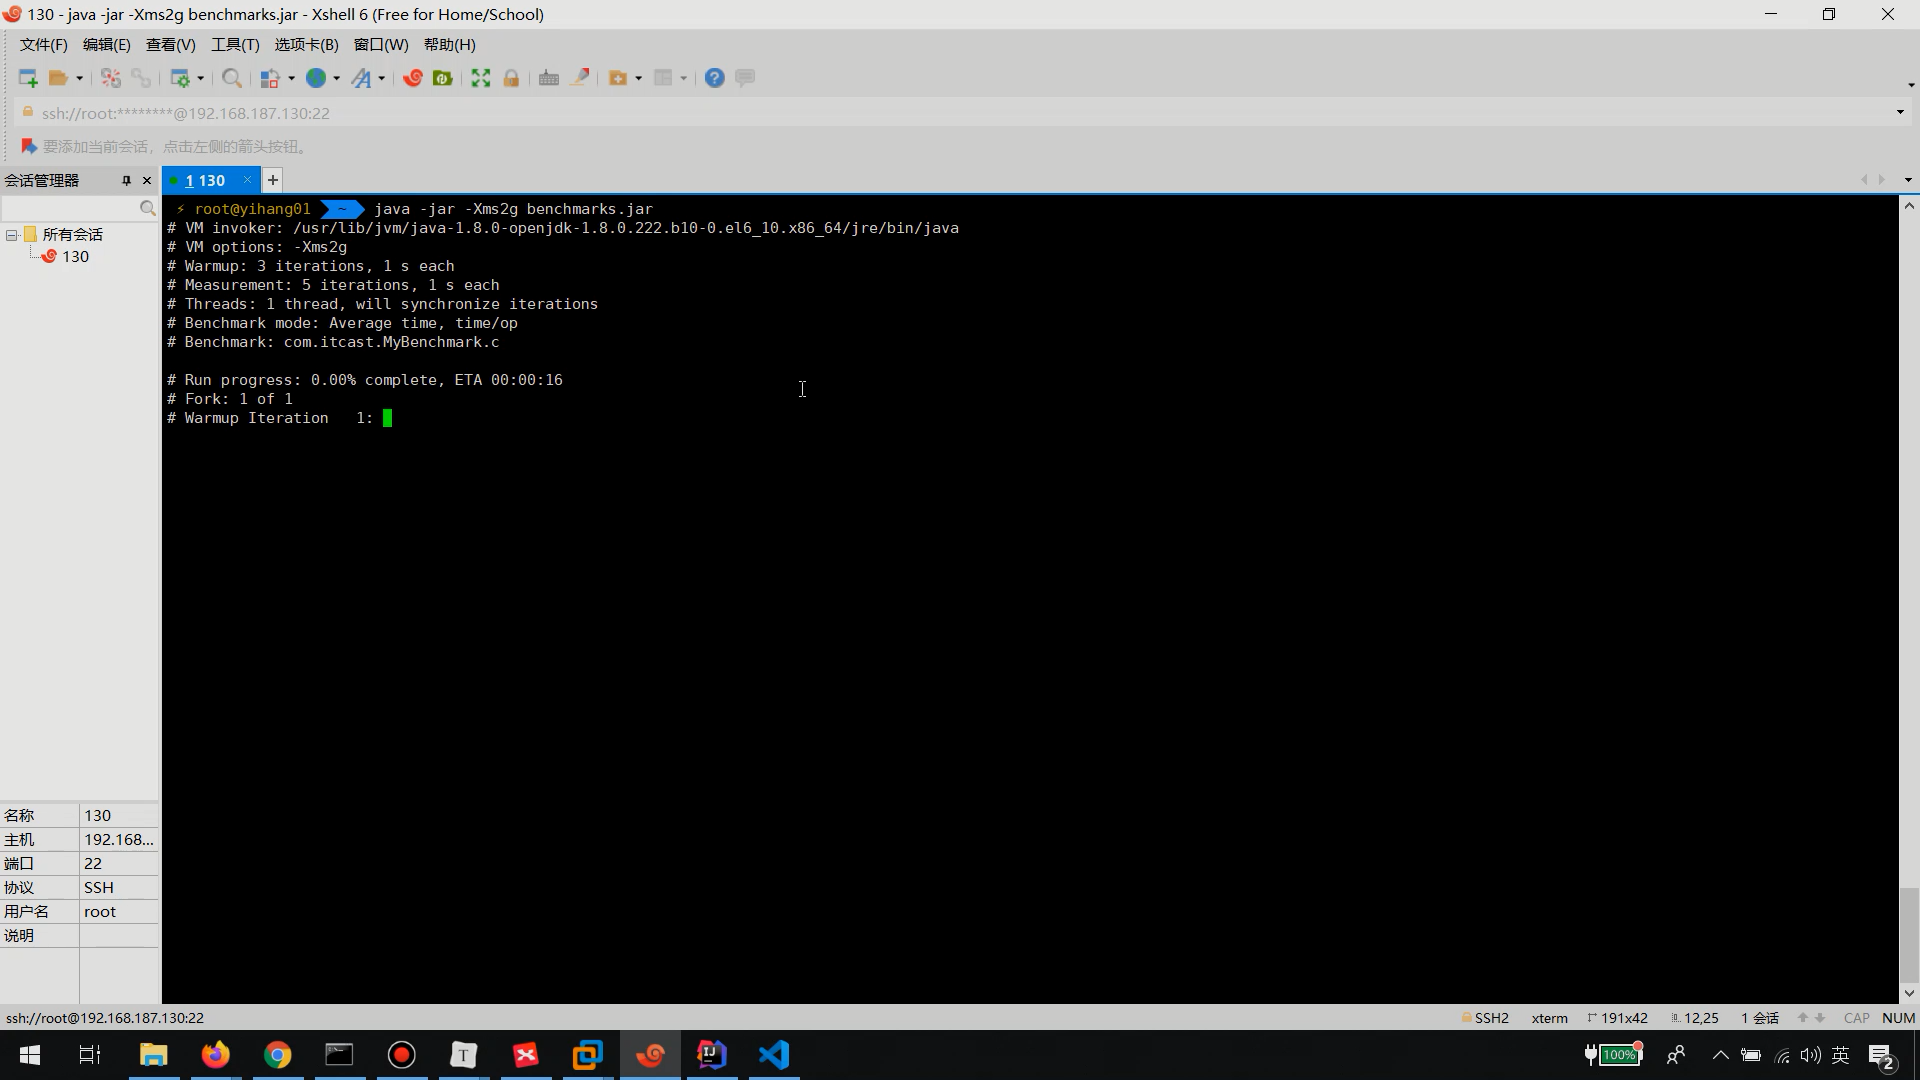 130 - java -jar -Xms2g benchmarks.jar - Xshell 6 (Free for Home/School)
文件(F) 编辑(E) 查看(V) 工具(T) 选项卡(B) 窗口(W) 帮助(H)
ssh://root:********@192.168.187.130:22
要添加当前会话，点击左侧的箭头按钮。
会话管理器
1 130
所有会话
130
root@yihang01 ~ java -jar -Xms2g benchmarks.jar
# VM invoker: /usr/lib/jvm/java-1.8.0-openjdk-1.8.0.222.b10-0.el6_10.x86_64/jre/bin/java
# VM options: -Xms2g
# Warmup: 3 iterations, 1 s each
# Measurement: 5 iterations, 1 s each
# Threads: 1 thread, will synchronize iterations
# Benchmark mode: Average time, time/op
# Benchmark: com.itcast.MyBenchmark.c
# Run progress: 0.00% complete, ETA 00:00:16
# Fork: 1 of 1
# Warmup Iteration   1:
名称 130
主机 192.168...
端口 22
协议 SSH
用户名 root
说明
ssh://root@192.168.187.130:22
SSH2 xterm 191x42 12,25 1 会话 CAP NUM
100% 英 2